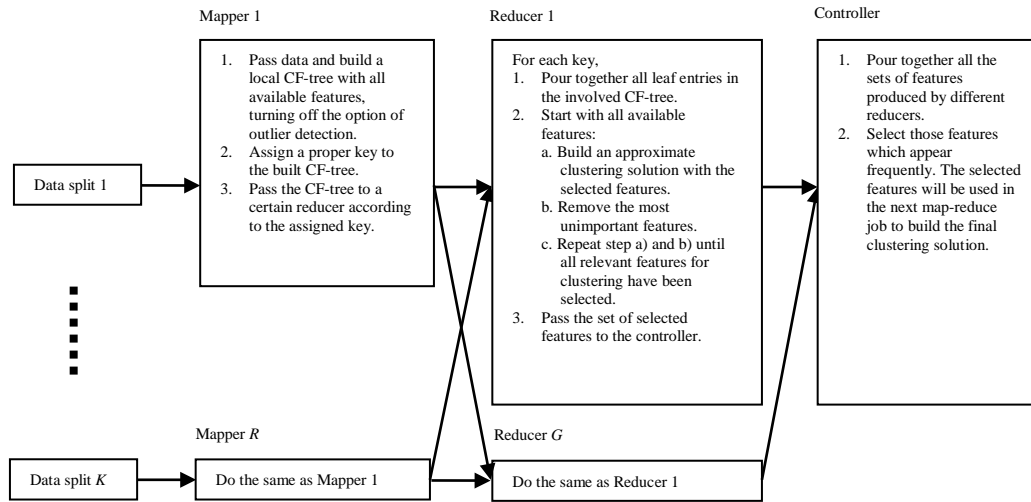 Mapper 1
Reducer 1
Controller
1. Pass data and build a
local CF-tree with all
available features,
turning off the option of
outlier detection.
2. Assign a proper key to
the built CF-tree.
3. Pass the CF-tree to a
certain reducer according
to the assigned key.
For each key,
1. Pour together all leaf entries in
the involved CF-tree.
2. Start with all available
features:
a. Build an approximate
clustering solution with the
selected features.
b. Remove the most
unimportant features.
c. Repeat step a) and b) until
all relevant features for
clustering have been
selected.
3. Pass the set of selected
features to the controller.
1. Pour together all the
sets of features
produced by different
reducers.
2. Select those features
which appear
frequently. The selected
features will be used in
the next map-reduce
job to build the final
clustering solution.
Data split 1
Mapper R
Reducer G
Data split K
Do the same as Mapper 1
Do the same as Reducer 1